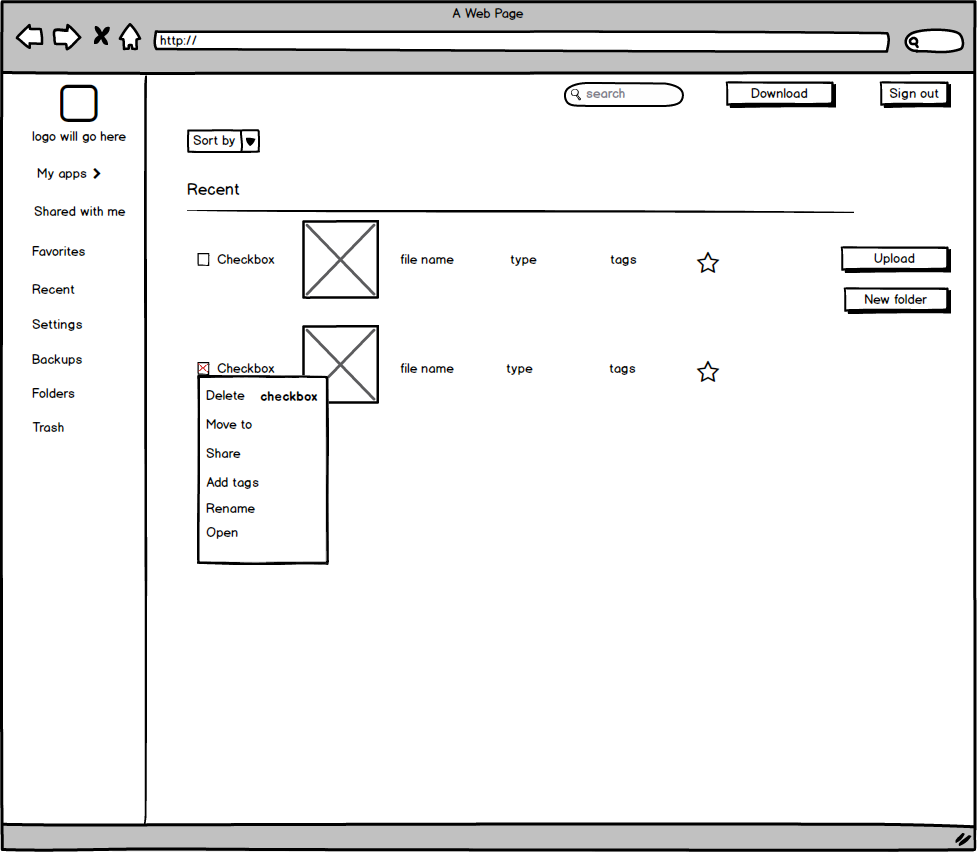 A Web Page
http://
search
Download
Sign out
logo will go here
Sort by
My apps
Recent
Shared with me
Favorites
Recent
Settings
Backups
Folders
Trash
Checkbox file name type tags
Upload
New folder
Checkbox file name type tags
Delete checkbox
Move to
Share
Add tags
Rename
Open